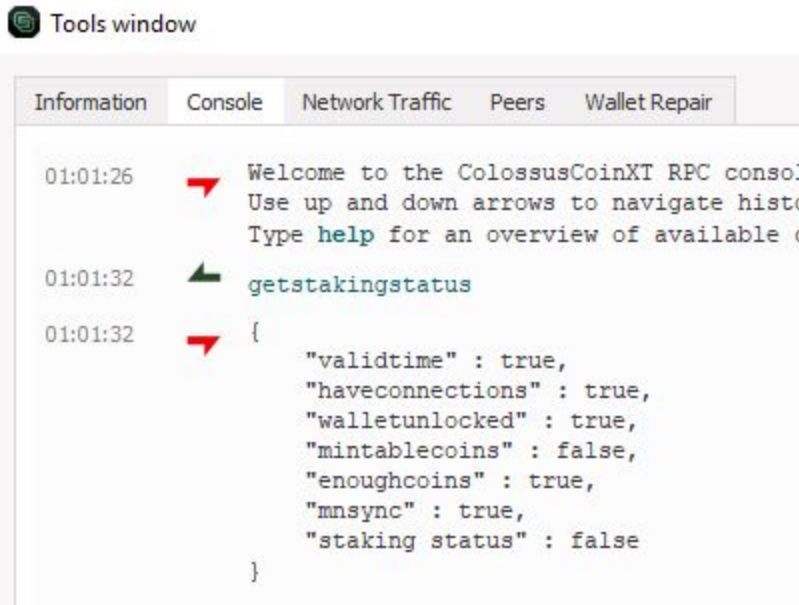 Tools window
Information Console Network Traffic Peers Wallet Repair
01:01:26 Welcome to the ColossusCoinXT RPC
Use up and down arrows to navigate
Type help for an overview of available
01:01:32 getstakingstatus
01:01:32 {
"validtime" : true,
"haveconnections" : true,
"walletunlocked" : true,
"mintablecoins" : false,
"enoughcoins" : true,
"mnsync" : true,
"staking status" : false
}